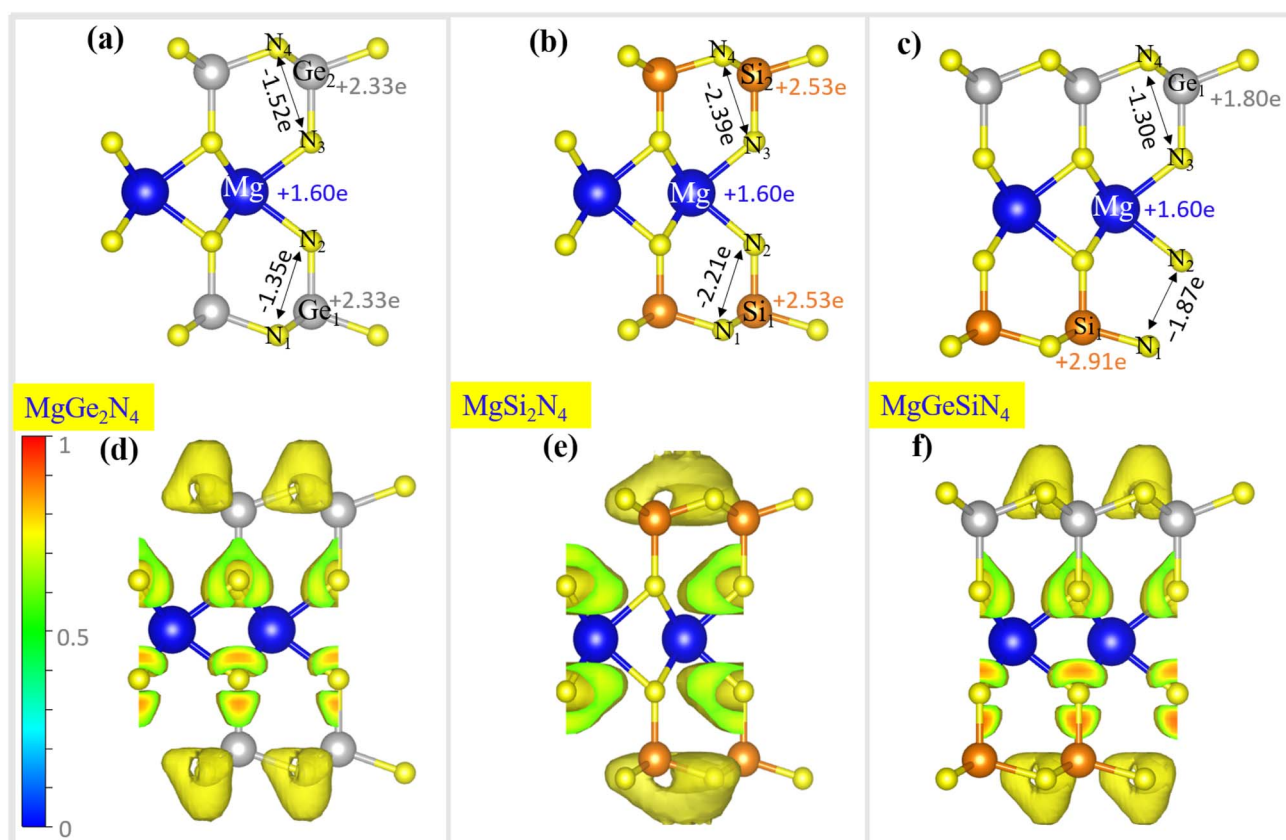 (a)
N₄
Ge₂
+2.33e
-1.52e
N₃
Mg
+1.60e
N₂
-1.35e
+2.33e
Ge₁
N₁
MgGe₂N₄
(b)
N₄
Si₂
+2.53e
-2.39e
N₃
Mg
+1.60e
N₂
-2.21e
+2.53e
Si₁
N₁
MgSi₂N₄
c)
N₄
Ge₁
+1.80e
-1.30e
N₃
Mg
+1.60e
N₂
-1.87e
Si₁
N₁
+2.91e
MgGeSiN₄
1
0.5
0
(d)
(e)
f)